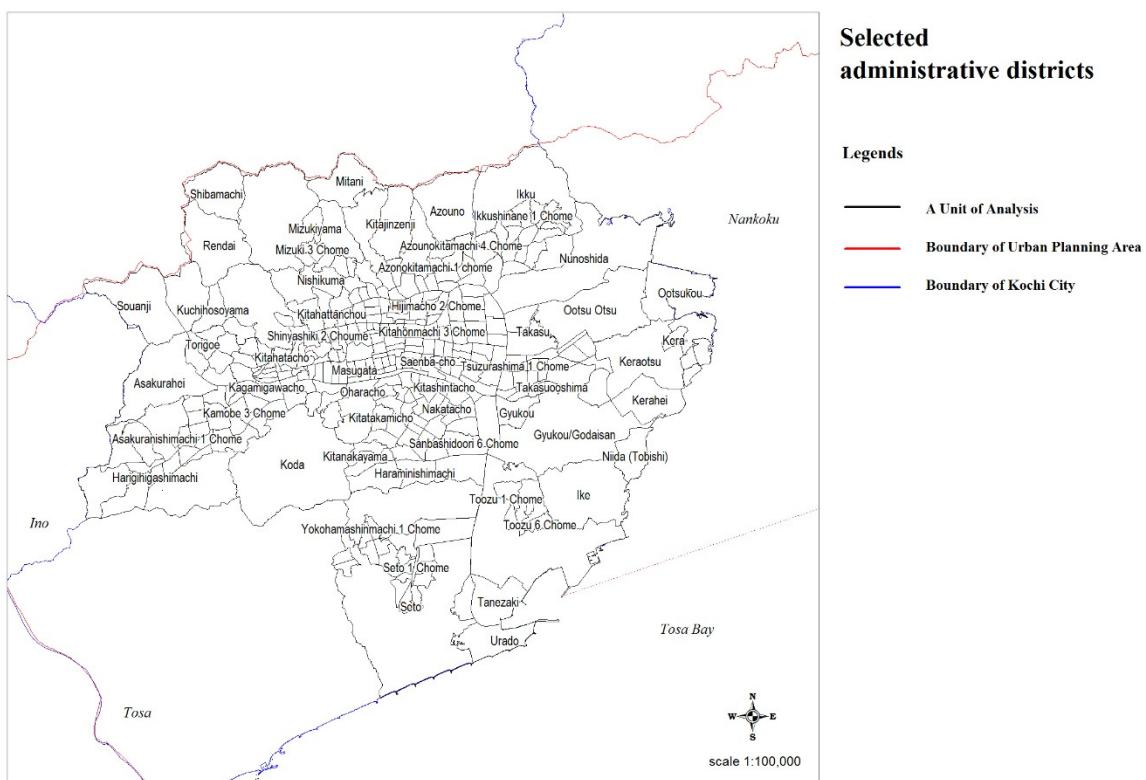 Selected
administrative districts
Legends
A Unit of Analysis
Boundary of Urban Planning Area
Boundary of Kochi City
Mitani
Shibamachi
Ikku
Azouno
Ikkushinane 1 Chome
Nankoku
Mizukiyama
Kitajinzenji
Rendai
Mizuki 3 Chome
Azounokitamachi 4 Chome
Nunoshida
Azonokitamachi 1 chome
Nishikuma
Ootsukou
Souanji
Kuchihosoyama
Hijimacho 2 Chome
Ootsu Otsu
Kitahattanchou
Shinyashiki 2 Choume
Kitahonmachi 3 Chome
Takasu
Torigoe
Kera
Kitahatacho
Saenba-cho
Tsuzurashima 1 Chome
Keraotsu
Masugata
Asakurahei
Kagamigawacho
Oharacho
Kitashintacho
Takasuooshima
Kerahei
Kamobe 3 Chome
Kitatakamicho
Nakatacho
Gyukou
Asakuranishimachi 1 Chome
Sanbashidoori 6 Chome
Gyukou/Godaisan
Kitanakayama
Niida (Tobishi)
Koda
Harigihigashimachi
Haraminishimachi
Toozu 1 Chome
Ike
Ino
Yokohamashinmachi 1 Chome
Toozu 6 Chome
Seto 1 Chome
Seto
Tanezaki
Tosa Bay
Urado
Tosa
N
W E
S
scale 1:100,000